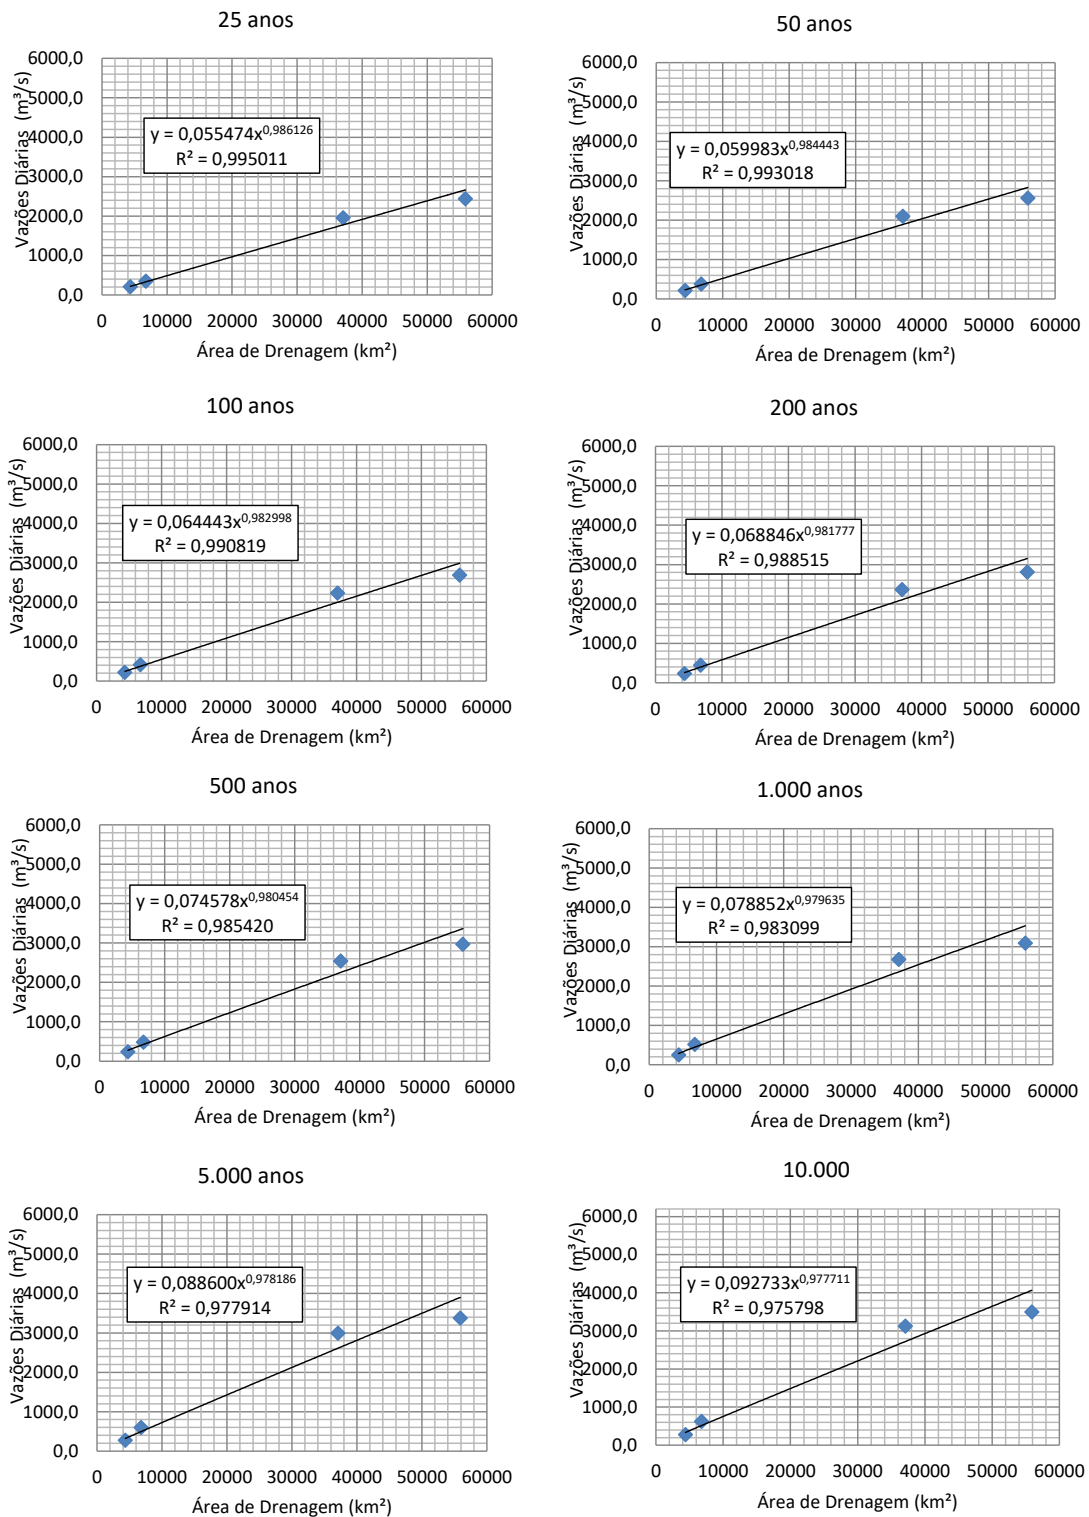 25 anos
Vazões Diárias (m³/s)
6000,0
5000,0
4000,0
3000,0
2000,0
1000,0
0,0
y = 0,055474x^0,986126
R² = 0,995011
0 10000 20000 30000 40000 50000 60000
Área de Drenagem (km²)
50 anos
Vazões Diárias (m³/s)
6000,0
5000,0
4000,0
3000,0
2000,0
1000,0
0,0
y = 0,059983x^0,984443
R² = 0,993018
0 10000 20000 30000 40000 50000 60000
Área de Drenagem (km²)
100 anos
Vazões Diárias (m³/s)
6000,0
5000,0
4000,0
3000,0
2000,0
1000,0
0,0
y = 0,064443x^0,982998
R² = 0,990819
0 10000 20000 30000 40000 50000 60000
Área de Drenagem (km²)
200 anos
Vazões Diárias (m³/s)
6000,0
5000,0
4000,0
3000,0
2000,0
1000,0
0,0
y = 0,068846x^0,981777
R² = 0,988515
0 10000 20000 30000 40000 50000 60000
Área de Drenagem (km²)
500 anos
Vazões Diárias (m³/s)
6000,0
5000,0
4000,0
3000,0
2000,0
1000,0
0,0
y = 0,074578x^0,980454
R² = 0,985420
0 10000 20000 30000 40000 50000 60000
Área de Drenagem (km²)
1.000 anos
Vazões Diárias (m³/s)
6000,0
5000,0
4000,0
3000,0
2000,0
1000,0
0,0
y = 0,078852x^0,979635
R² = 0,983099
0 10000 20000 30000 40000 50000 60000
Área de Drenagem (km²)
5.000 anos
Vazões Diárias (m³/s)
6000,0
5000,0
4000,0
3000,0
2000,0
1000,0
0,0
y = 0,088600x^0,978186
R² = 0,977914
0 10000 20000 30000 40000 50000 60000
Área de Drenagem (km²)
10.000
Vazões Diárias (m³/s)
6000,0
5000,0
4000,0
3000,0
2000,0
1000,0
0,0
y = 0,092733x^0,977711
R² = 0,975798
0 10000 20000 30000 40000 50000 60000
Área de Drenagem (km²)